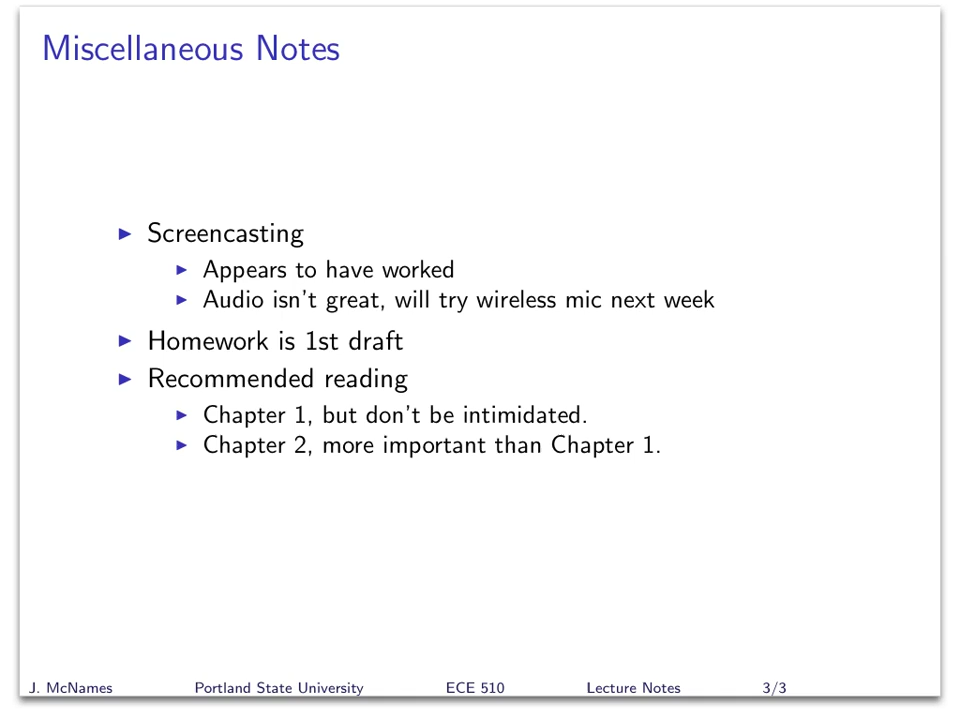 Miscellaneous Notes
▶ Screencasting
▶ Appears to have worked
▶ Audio isn't great, will try wireless mic next week
▶ Homework is 1st draft
▶ Recommended reading
▶ Chapter 1, but don't be intimidated.
▶ Chapter 2, more important than Chapter 1.
J. McNames Portland State University ECE 510 Lecture Notes 3/3